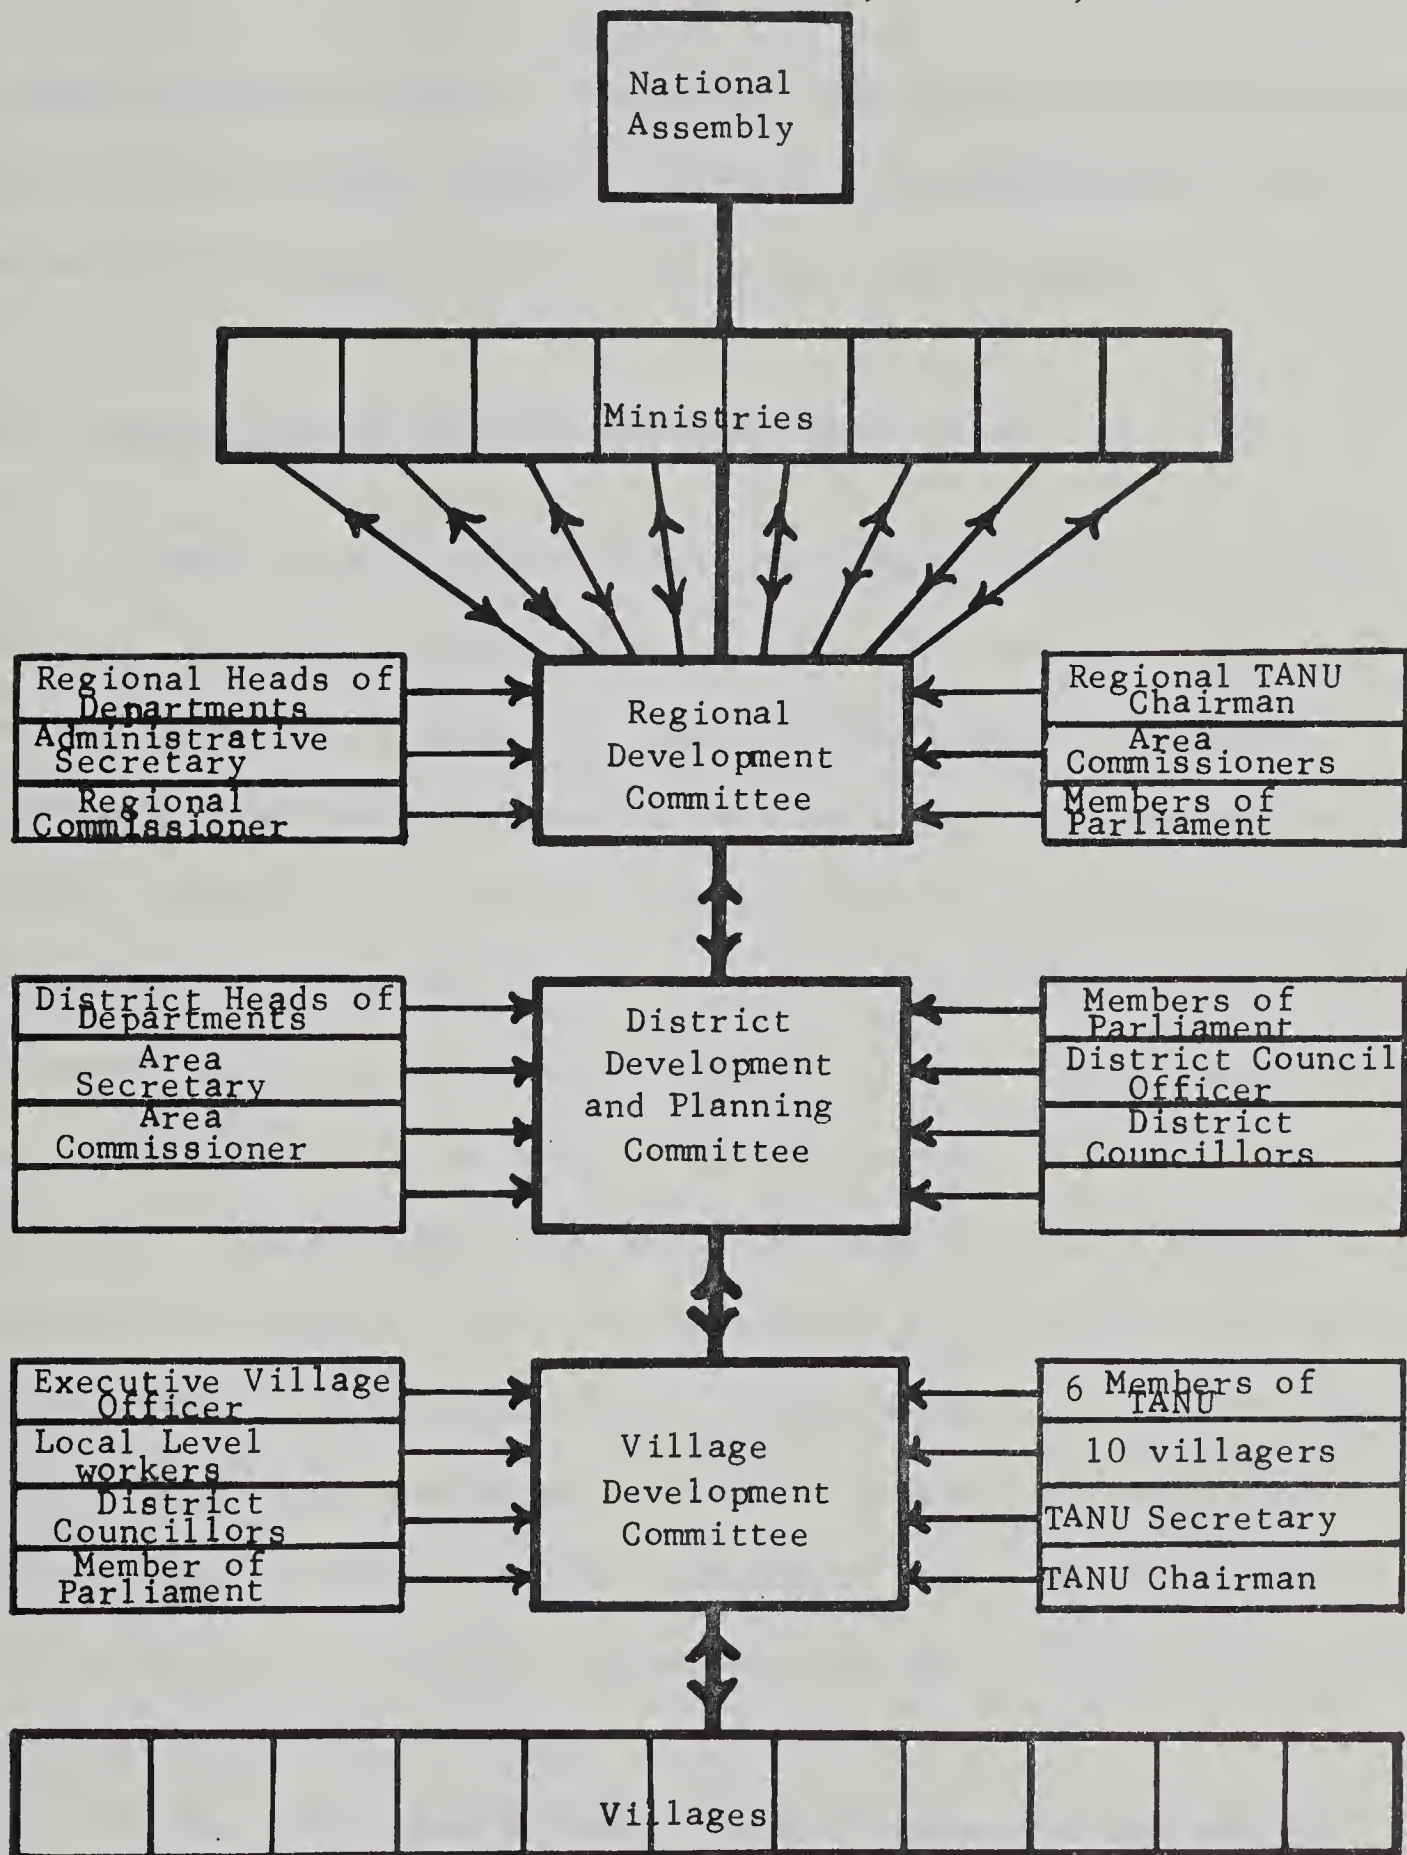 National
Assembly
Ministries
Regional Heads of
Departments
Administrative
Secretary
Regional
Commissioner
Regional
Development
Committee
Regional TANU
Chairman
Area
Commissioners
Members of
Parliament
District Heads of
Departments
Area
Secretary
Area
Commissioner
District
Development
and Planning
Committee
Members of
Parliament
District Council
Officer
District
Councillors
Executive Village
Officer
Local Level
workers
District
Councillors
Member of
Parliament
Village
Development
Committee
6 Members of
TANU
10 villagers
TANU Secretary
TANU Chairman
Villages